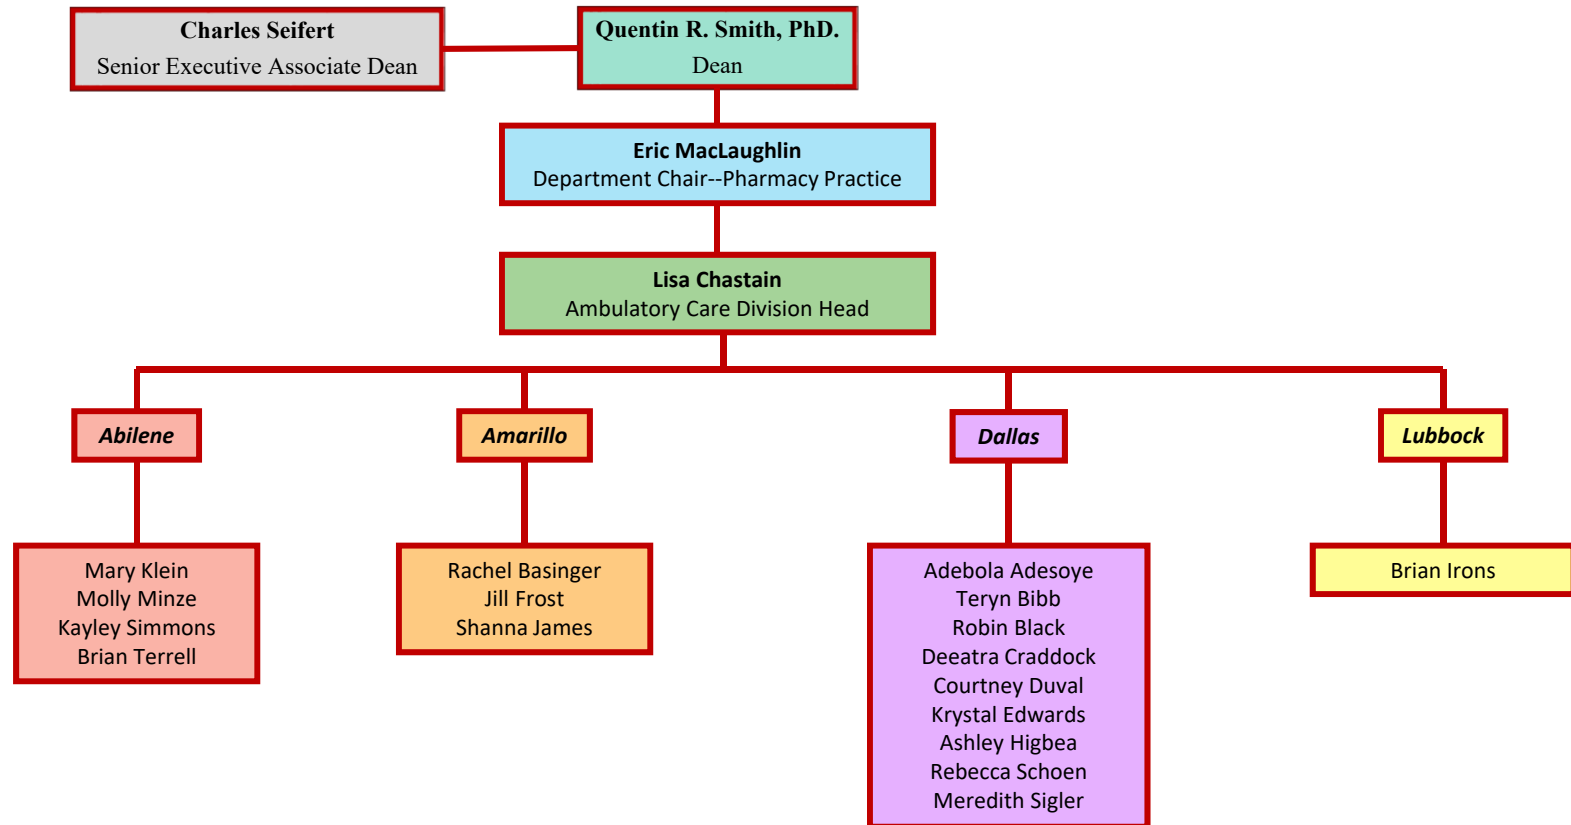 Charles Seifert
Senior Executive Associate Dean
Quentin R. Smith, PhD.
Dean
Eric MacLaughlin
Department Chair--Pharmacy Practice
Lisa Chastain
Ambulatory Care Division Head
Abilene
Amarillo
Dallas
Lubbock
Mary Klein
Molly Minze
Kayley Simmons
Brian Terrell
Rachel Basinger
Jill Frost
Shanna James
Adebola Adesoye
Teryn Bibb
Robin Black
Deeatra Craddock
Courtney Duval
Krystal Edwards
Ashley Higbea
Rebecca Schoen
Meredith Sigler
Brian Irons